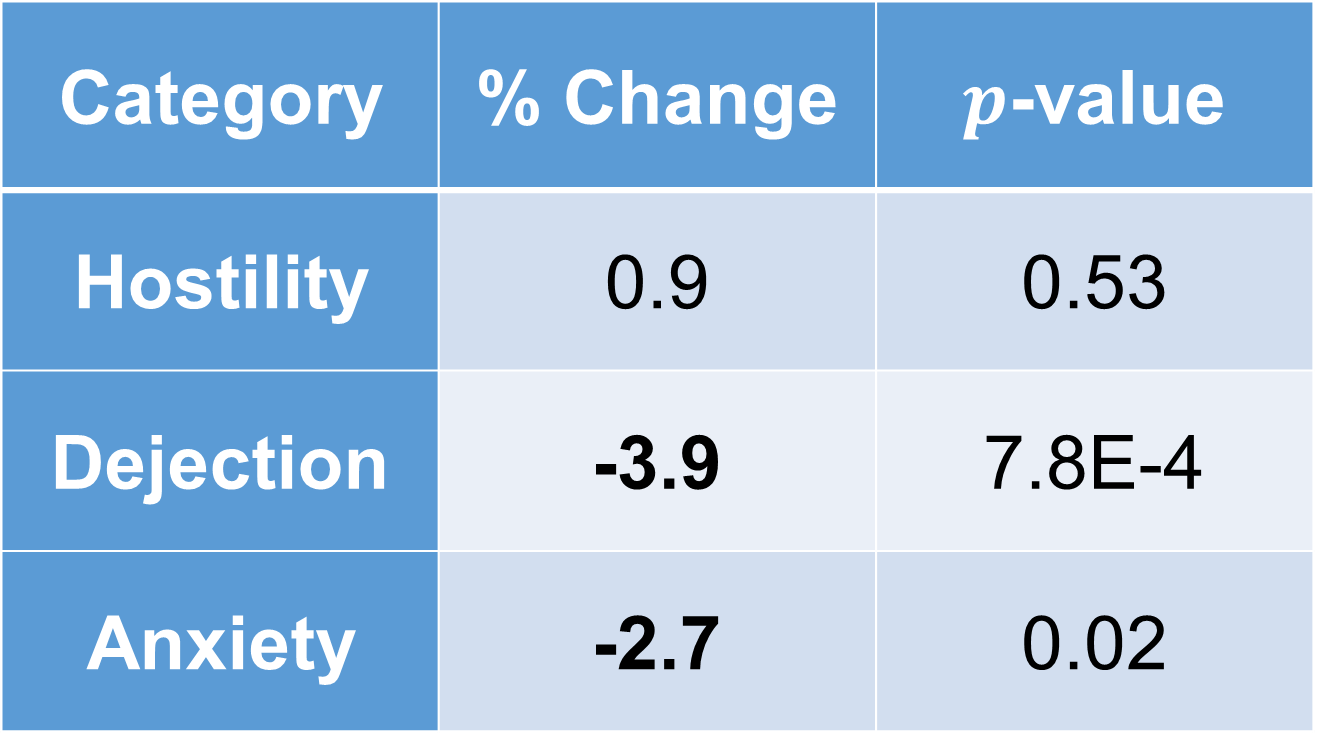 Category % Change p-value
Hostility 0.9 0.53
Dejection -3.9 7.8E-4
Anxiety -2.7 0.02